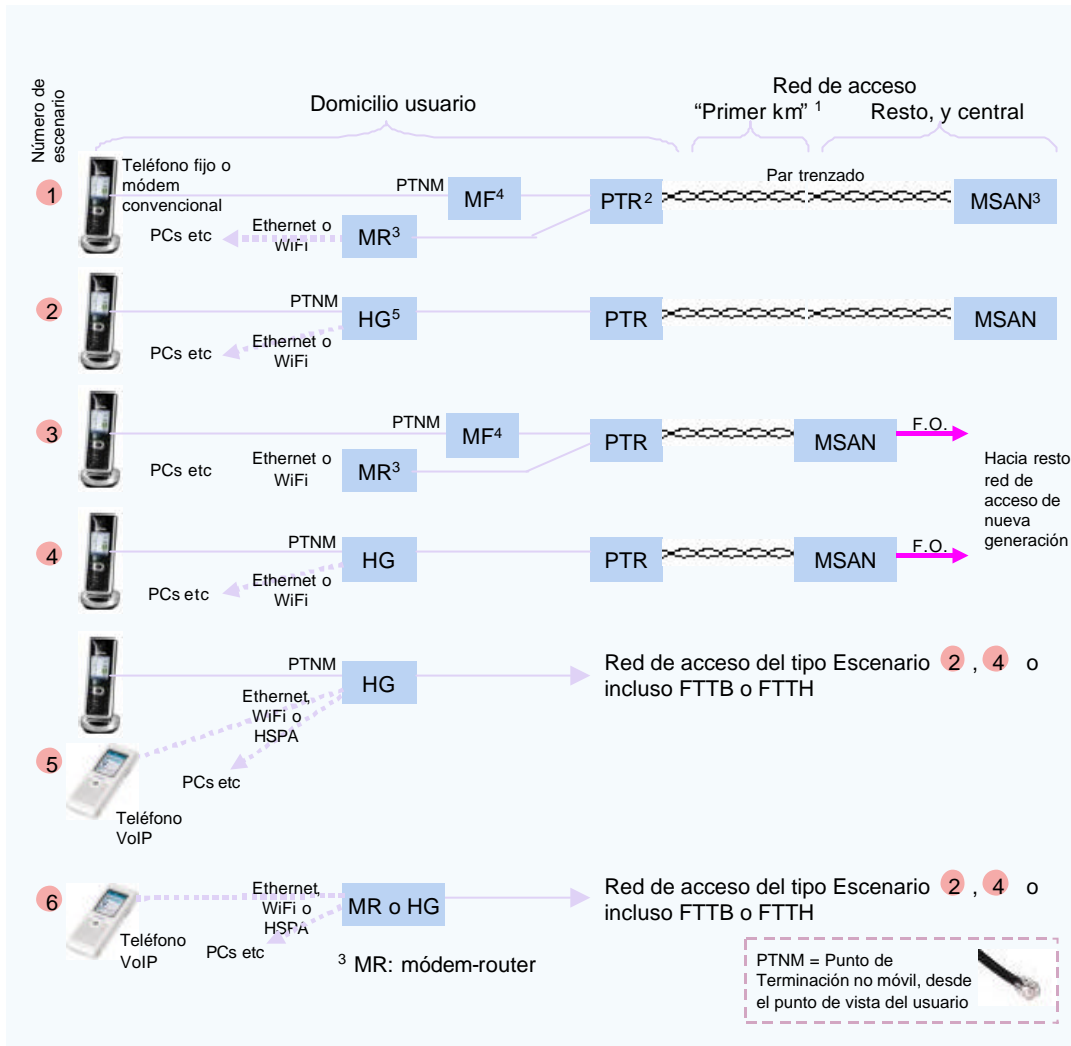 Número de
escenario
Domicilio usuario
Red de acceso
“Primer km” 1
Resto, y central
1
Teléfono fijo o
módem
convencional
PTNM
MF4
PTR2
Par trenzado
MSAN3
PCs etc
Ethernet o
WiFi
MR3
2
PTNM
HG5
PTR
MSAN
PCs etc
Ethernet o
WiFi
3
PTNM
MF4
PTR
MSAN
F.O.
PCs etc
Ethernet o
WiFi
MR3
Hacia resto
red de
acceso de
nueva
generación
4
PTNM
HG
PTR
MSAN
F.O.
PCs etc
Ethernet o
WiFi
PTNM
HG
Red de acceso del tipo Escenario 2 , 4 o
incluso FTTB o FTTH
Ethernet,
WiFi o
HSPA
5
PCs etc
Teléfono
VoIP
6
Ethernet,
WiFi o
HSPA
MR o HG
Red de acceso del tipo Escenario 2 , 4 o
incluso FTTB o FTTH
Teléfono
VoIP
PCs etc
3 MR: módem-router
PTNM = Punto de
Terminación no móvil, desde
el punto de vista del usuario